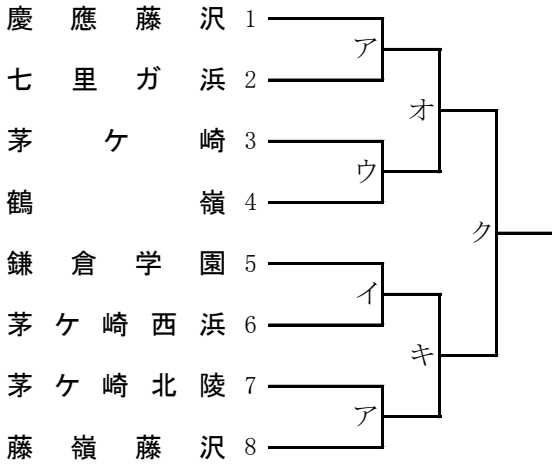 慶應藤沢 1
ア
七里ガ浜 2
オ
茅ケ崎 3
ウ
鶴嶺 4
ク
鎌倉学園 5
イ
茅ケ崎西浜 6
キ
茅ケ崎北陵 7
ア
藤嶺藤沢 8